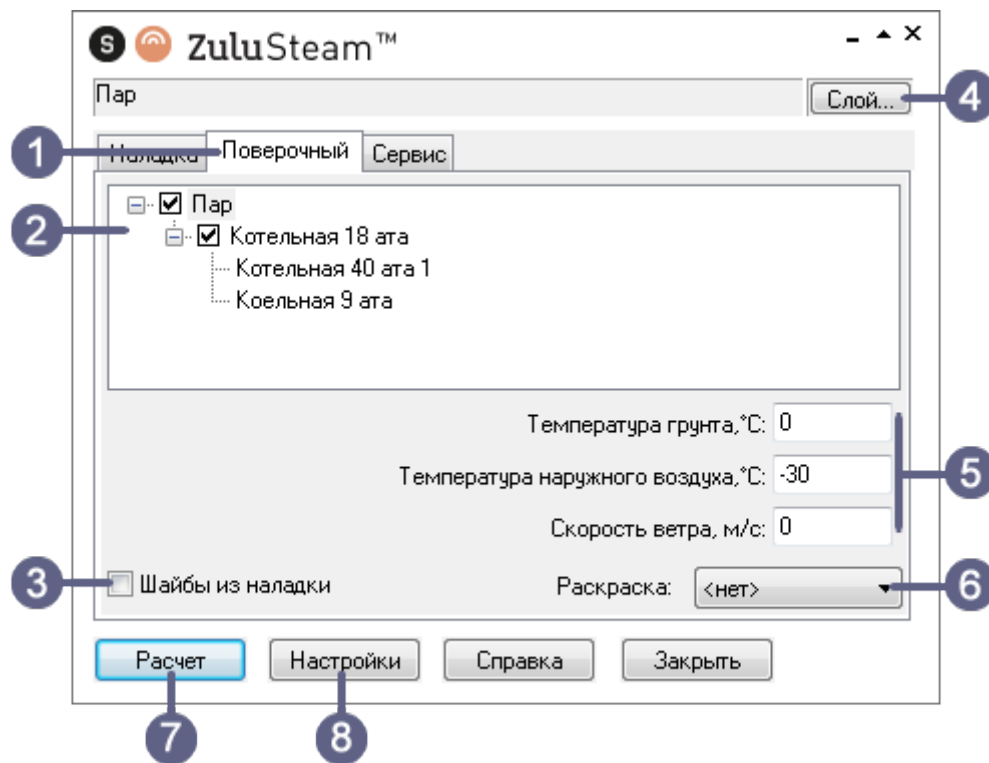 S ZuluSteam™
Пар
Слой...
4
1
Наладка Поверочный Сервис
2
Пар
Котельная 18 ата
Котельная 40 ата 1
Коельная 9 ата
Температура грунта,°C: 0
Температура наружного воздуха,°C: -30
5
Скорость ветра, м/с: 0
3
Шайбы из наладки
Раскраска: <нет>
6
Расчет Настройки Справка Закрыть
7 8